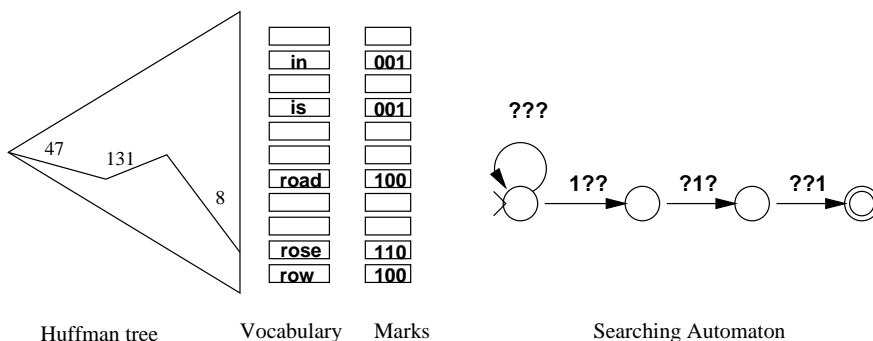 47
131
8
in 001
is 001
road 100
rose 110
row 100
???
1??
?1?
??1
Huffman tree
Vocabulary
Marks
Searching Automaton